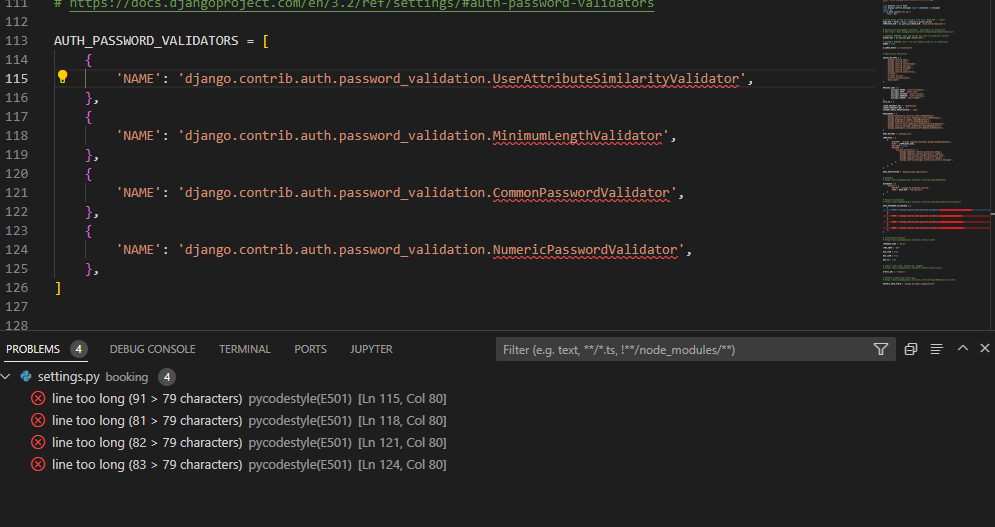 111 # https://docs.djangoproject.com/en/3.2/ref/settings/#auth-password-validators
112
113 AUTH_PASSWORD_VALIDATORS = [
114 {
115 'NAME': 'django.contrib.auth.password_validation.UserAttributeSimilarityValidator',
116 },
117 {
118 'NAME': 'django.contrib.auth.password_validation.MinimumLengthValidator',
119 },
120 {
121 'NAME': 'django.contrib.auth.password_validation.CommonPasswordValidator',
122 },
123 {
124 'NAME': 'django.contrib.auth.password_validation.NumericPasswordValidator',
125 },
126 ]
127
128
PROBLEMS 4 DEBUG CONSOLE TERMINAL PORTS JUPYTER Filter (e.g. text, **/*.ts, !**/node_modules/**)
settings.py booking 4
line too long (91 > 79 characters) pycodestyle(E501) [Ln 115, Col 80]
line too long (81 > 79 characters) pycodestyle(E501) [Ln 118, Col 80]
line too long (82 > 79 characters) pycodestyle(E501) [Ln 121, Col 80]
line too long (83 > 79 characters) pycodestyle(E501) [Ln 124, Col 80]